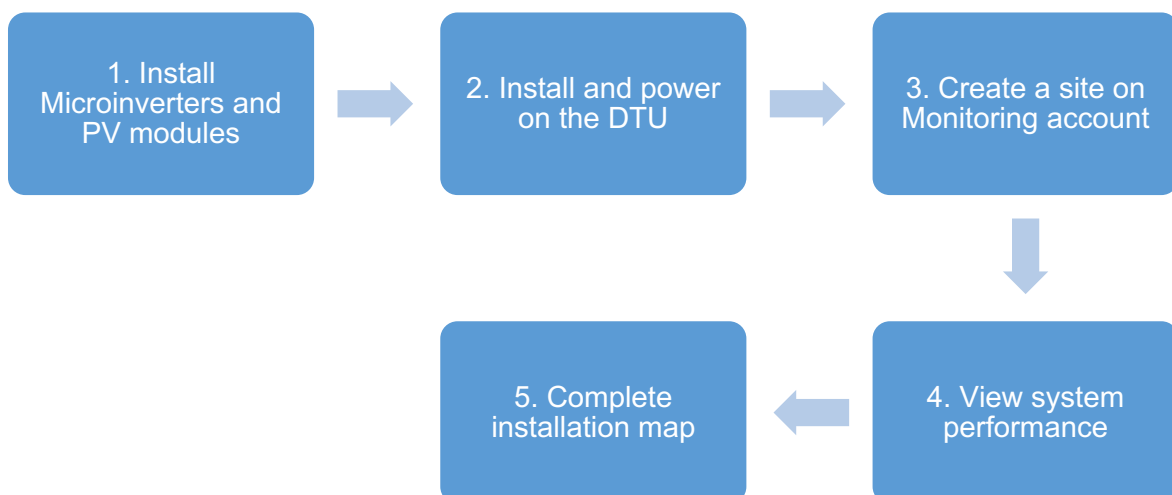 1. Install
Microinverters and
PV modules
2. Install and power
on the DTU
3. Create a site on
Monitoring account
4. View system
performance
5. Complete
installation map